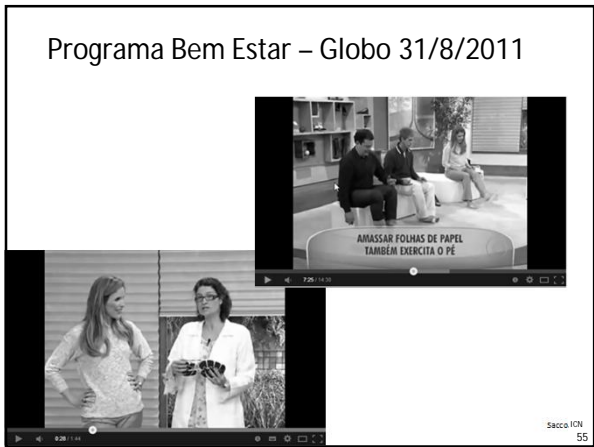 Programa Bem Estar – Globo 31/8/2011
AMASSAR FOLHAS DE PAPEL
TAMBÉM EXERCITA O PÉ
7:25 / 14:39
0:28 / 1:44
Sacco.ICN
55